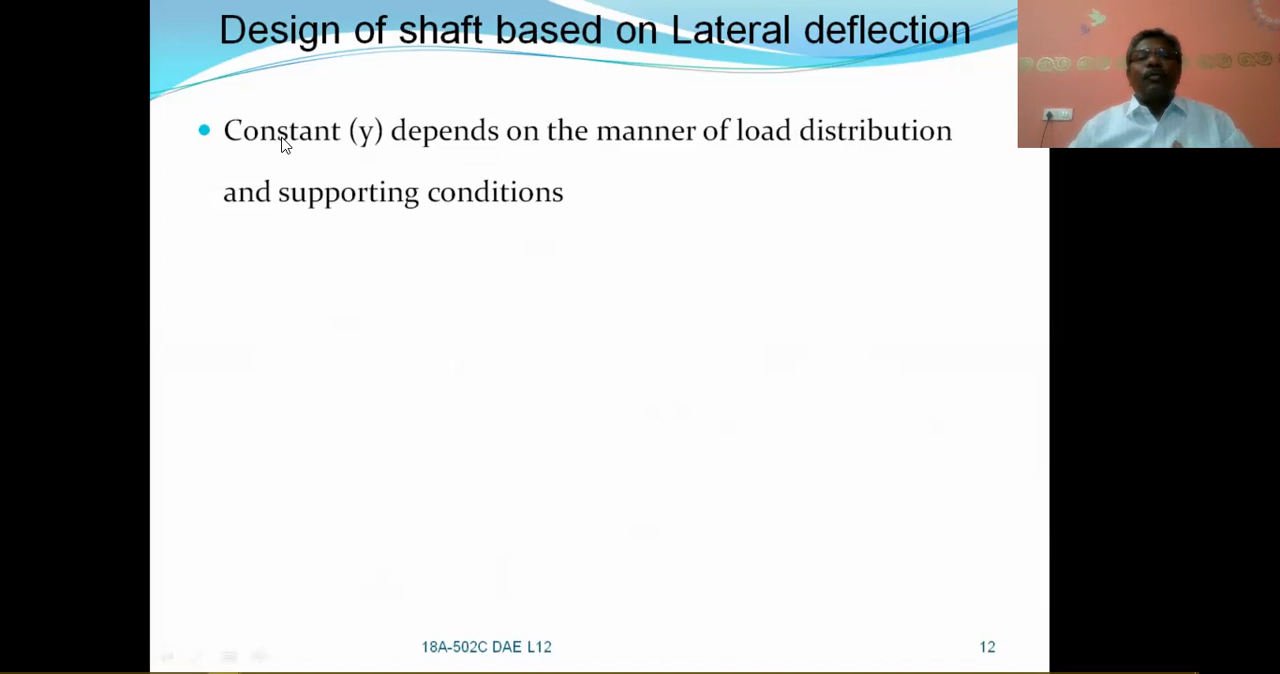 Design of shaft based on Lateral deflection
Constant (y) depends on the manner of load distribution
and supporting conditions
18A-502C DAE L12
12